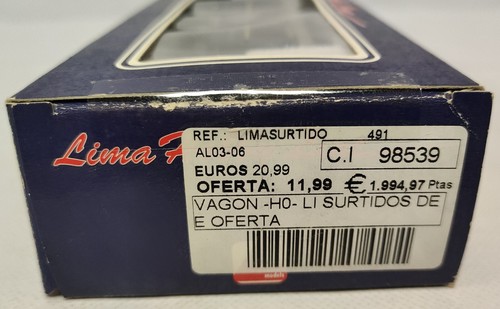 Lima
REF.: LIMASURTIDO 491
AL03-06
C.I 98539
EUROS 20,99
OFERTA: 11,99 € 1.994,97 Ptas
VAGON -H0- LI SURTIDOS DE
E OFERTA
models